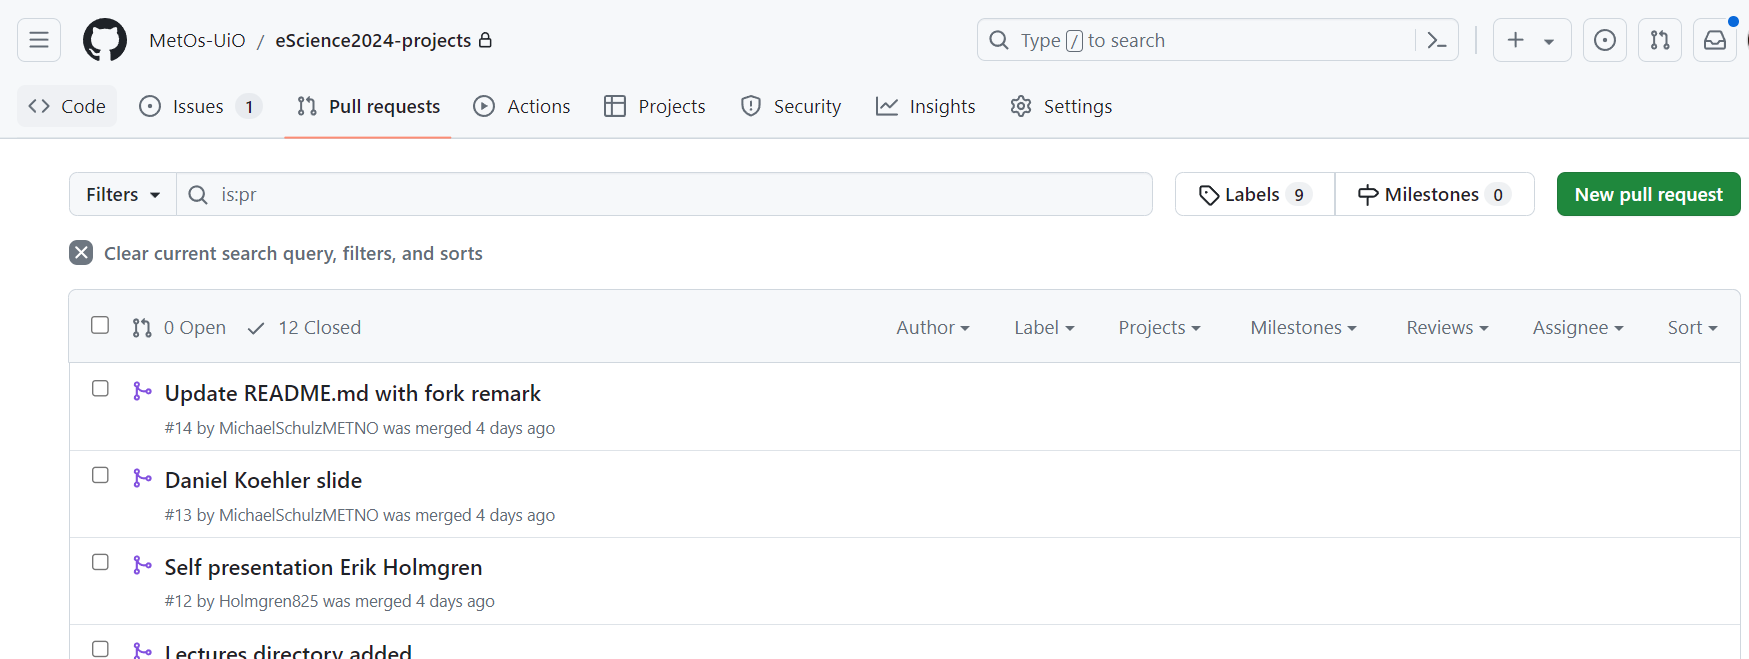 MetOs-UiO / eScience2024-projects
Type / to search
Code Issues 1 Pull requests Actions Projects Security Insights Settings
Filters is:pr Labels 9 Milestones 0 New pull request
Clear current search query, filters, and sorts
0 Open 12 Closed Author Label Projects Milestones Reviews Assignee Sort
Update README.md with fork remark
#14 by MichaelSchulzMETNO was merged 4 days ago
Daniel Koehler slide
#13 by MichaelSchulzMETNO was merged 4 days ago
Self presentation Erik Holmgren
#12 by Holmgren825 was merged 4 days ago
Lectures directory added